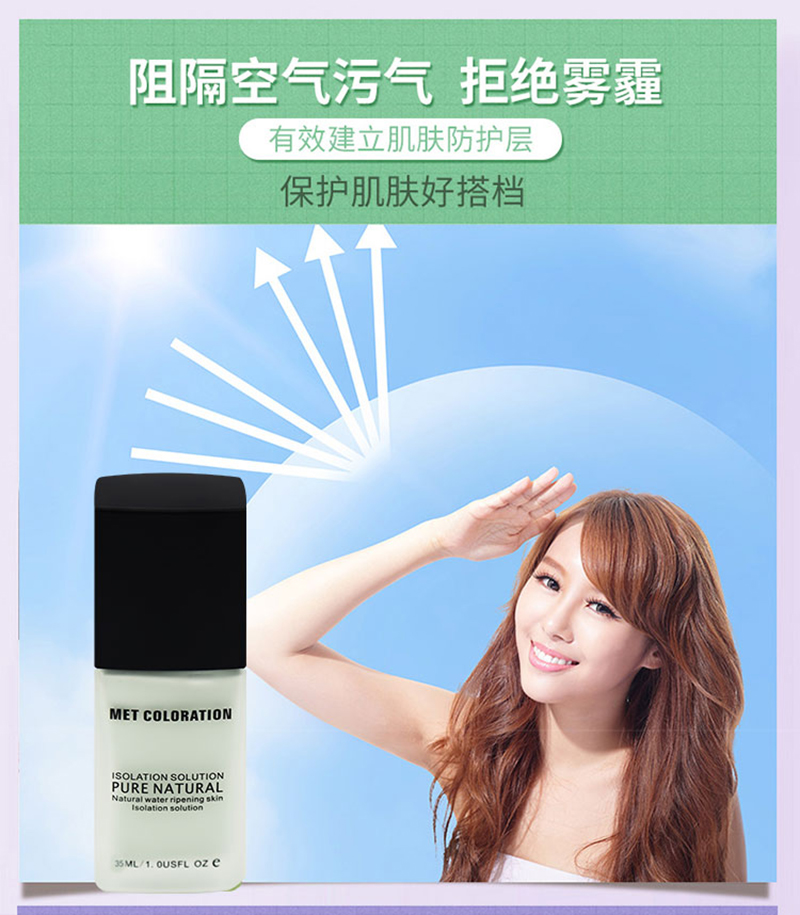 阻隔空气污气 拒绝雾霾
有效建立肌肤防护层
保护肌肤好搭档
MET COLORATION
ISOLATION SOLUTION
PURE NATURAL
Natural water ripening skin
Isolation solution
35ML/1.0USFL OZ e